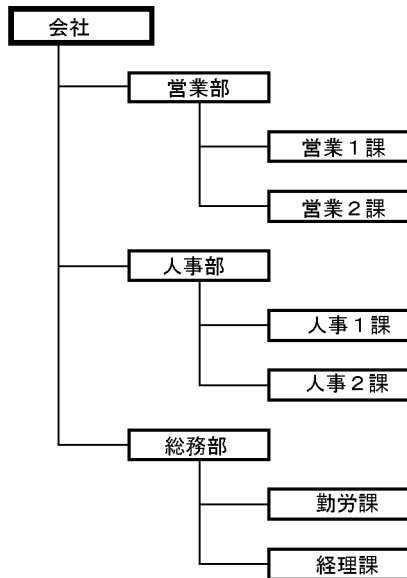 会社
営業部
営業１課
営業２課
人事部
人事１課
人事２課
総務部
勤労課
経理課